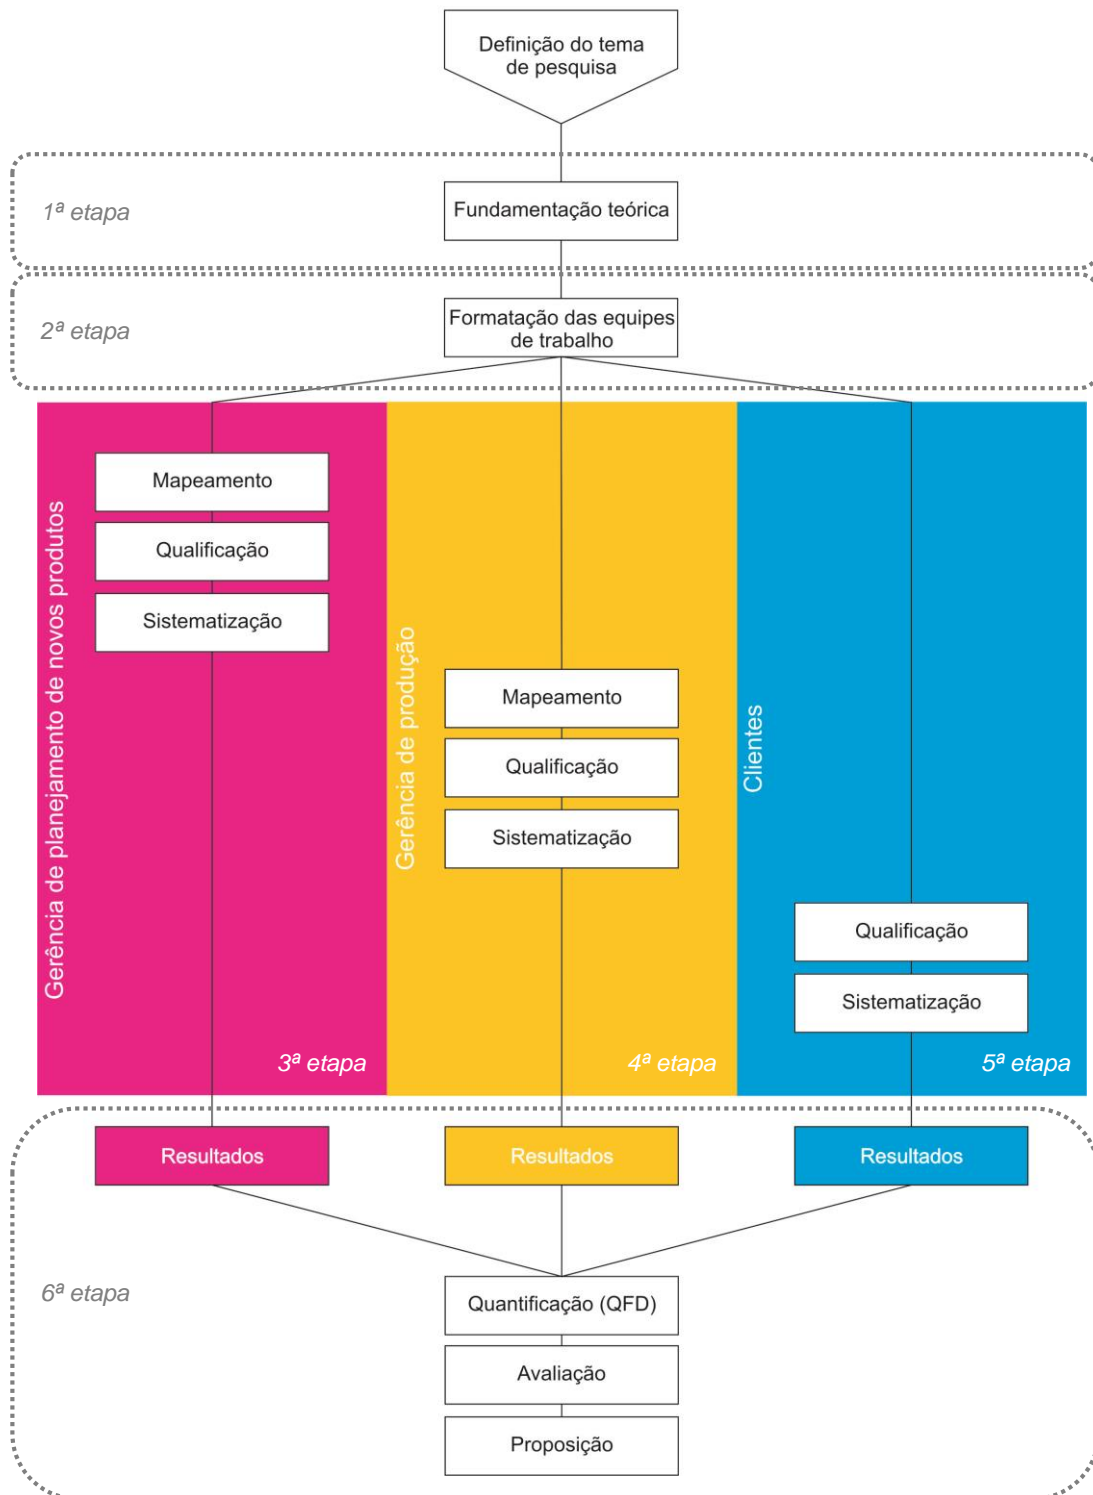 Definição do tema
de pesquisa
1ª etapa
Fundamentação teórica
2ª etapa
Formatação das equipes
de trabalho
Gerência de planejamento de novos produtos
Mapeamento
Qualificação
Sistematização
3ª etapa
Gerência de produção
Mapeamento
Qualificação
Sistematização
4ª etapa
Clientes
Qualificação
Sistematização
5ª etapa
Resultados
Resultados
Resultados
6ª etapa
Quantificação (QFD)
Avaliação
Proposição